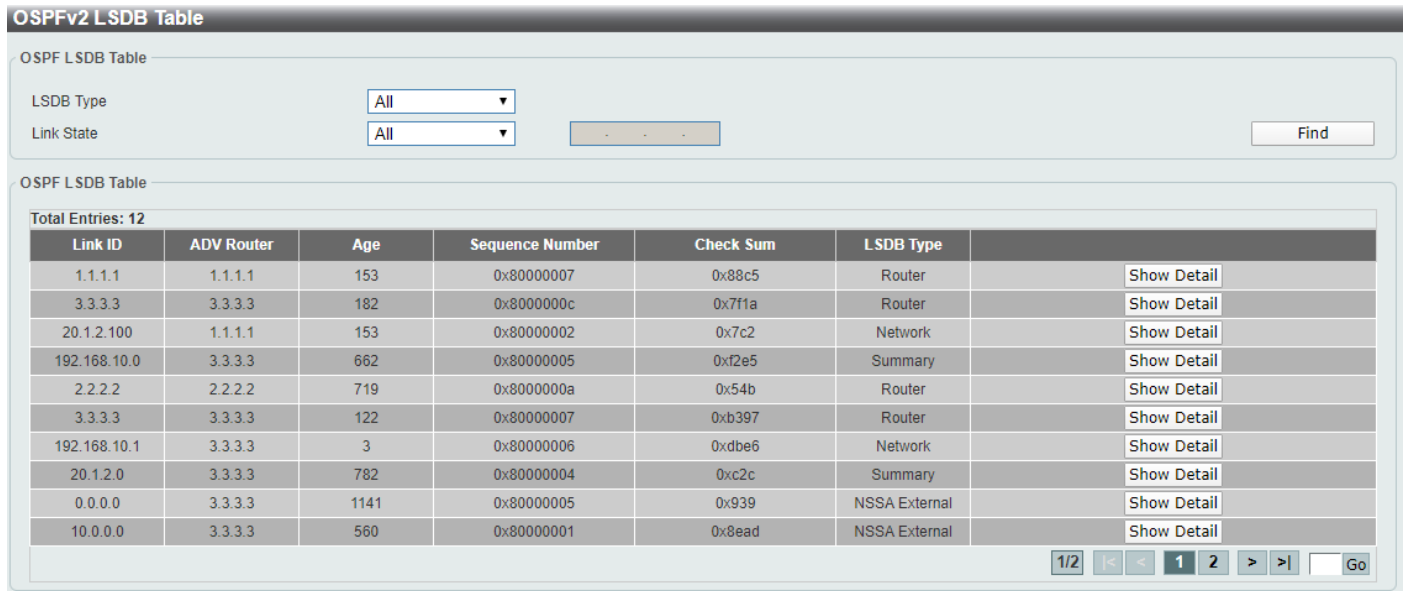 OSPFv2 LSDB Table
OSPF LSDB Table
LSDB Type All
Link State All . . . Find
OSPF LSDB Table
Total Entries: 12
Link ID ADV Router Age Sequence Number Check Sum LSDB Type
1.1.1.1 1.1.1.1 153 0x80000007 0x88c5 Router Show Detail
3.3.3.3 3.3.3.3 182 0x8000000c 0x7f1a Router Show Detail
20.1.2.100 1.1.1.1 153 0x80000002 0x7c2 Network Show Detail
192.168.10.0 3.3.3.3 662 0x80000005 0xf2e5 Summary Show Detail
2.2.2.2 2.2.2.2 719 0x8000000a 0x54b Router Show Detail
3.3.3.3 3.3.3.3 122 0x80000007 0xb397 Router Show Detail
192.168.10.1 3.3.3.3 3 0x80000006 0xdbe6 Network Show Detail
20.1.2.0 3.3.3.3 782 0x80000004 0xc2c Summary Show Detail
0.0.0.0 3.3.3.3 1141 0x80000005 0x939 NSSA External Show Detail
10.0.0.0 3.3.3.3 560 0x80000001 0x8ead NSSA External Show Detail
1/2 |< < 1 2 > >| Go